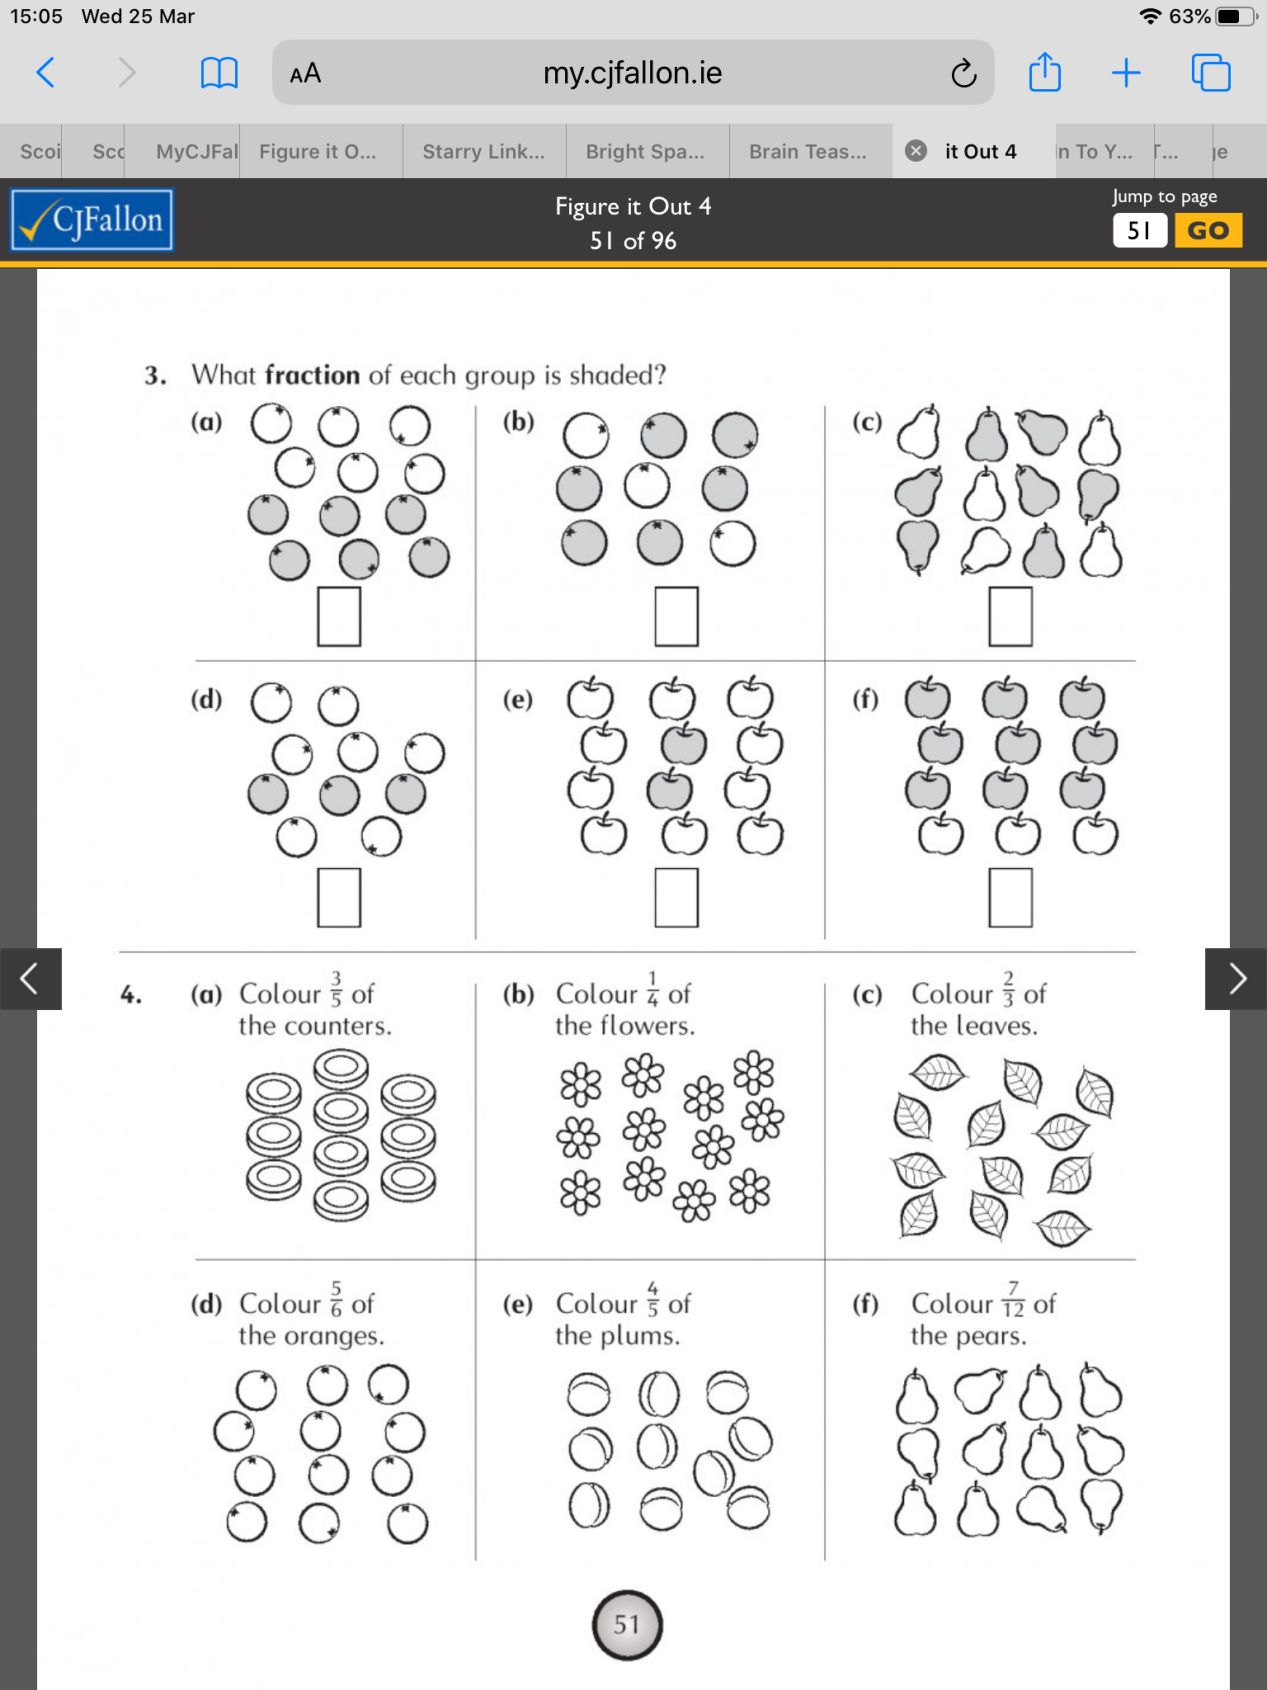 15:05 Wed 25 Mar
63%
AA
my.cjfallon.ie
Scoi
Sco
MyCJFal
Figure it O...
Starry Link...
Bright Spa...
Brain Teas...
it Out 4
In To Y...
T...
CJFallon
Figure it Out 4
51 of 96
Jump to page
51 GO
3. What fraction of each group is shaded?
(a) (b) (c)
(d) (e) (f)
4. (a) Colour 3/5 of
the counters.
(b) Colour 1/4 of
the flowers.
(c) Colour 2/3 of
the leaves.
(d) Colour 5/6 of
the oranges.
(e) Colour 4/5 of
the plums.
(f) Colour 7/12 of
the pears.
51